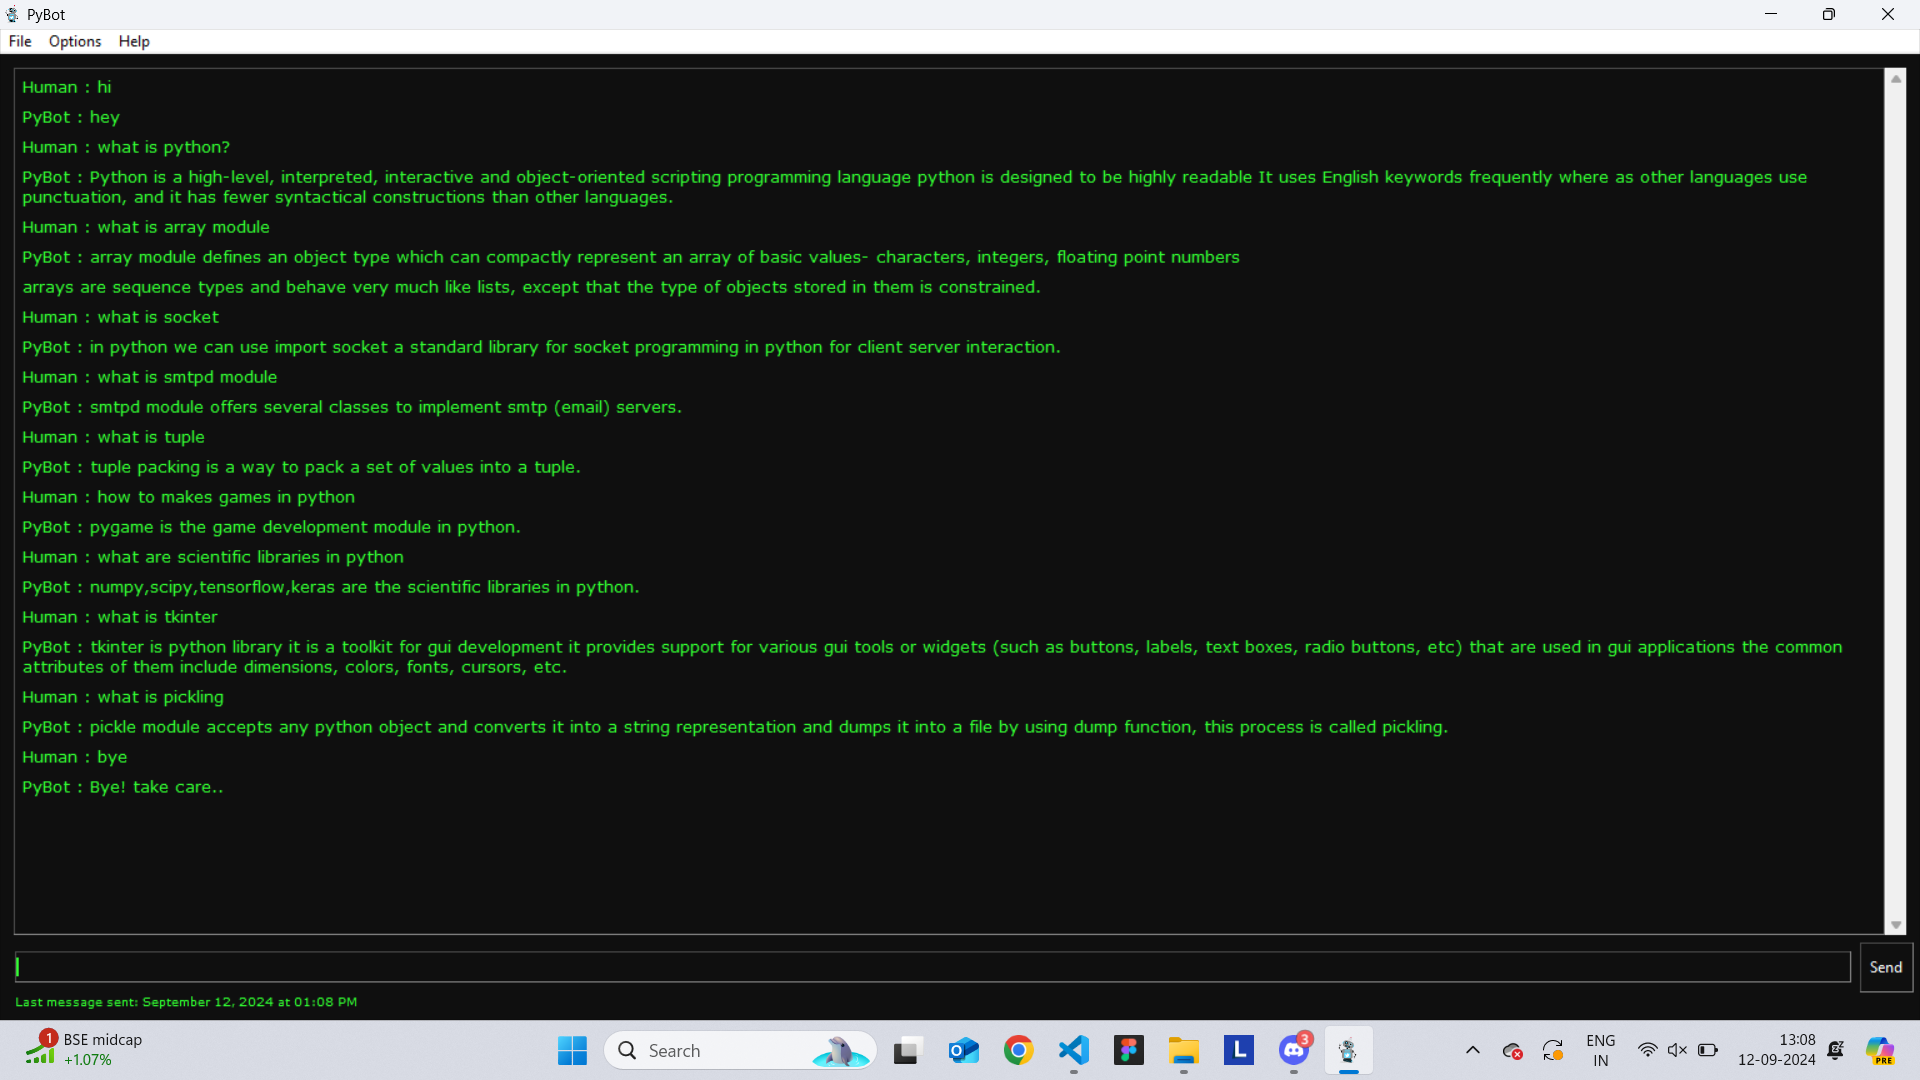 PyBot
File Options Help
Human : hi
PyBot : hey
Human : what is python?
PyBot : Python is a high-level, interpreted, interactive and object-oriented scripting programming language python is designed to be highly readable It uses English keywords frequently where as other languages use
punctuation, and it has fewer syntactical constructions than other languages.
Human : what is array module
PyBot : array module defines an object type which can compactly represent an array of basic values- characters, integers, floating point numbers
arrays are sequence types and behave very much like lists, except that the type of objects stored in them is constrained.
Human : what is socket
PyBot : in python we can use import socket a standard library for socket programming in python for client server interaction.
Human : what is smtpd module
PyBot : smtpd module offers several classes to implement smtp (email) servers.
Human : what is tuple
PyBot : tuple packing is a way to pack a set of values into a tuple.
Human : how to makes games in python
PyBot : pygame is the game development module in python.
Human : what are scientific libraries in python
PyBot : numpy,scipy,tensorflow,keras are the scientific libraries in python.
Human : what is tkinter
PyBot : tkinter is python library it is a toolkit for gui development it provides support for various gui tools or widgets (such as buttons, labels, text boxes, radio buttons, etc) that are used in gui applications the common
attributes of them include dimensions, colors, fonts, cursors, etc.
Human : what is pickling
PyBot : pickle module accepts any python object and converts it into a string representation and dumps it into a file by using dump function, this process is called pickling.
Human : bye
PyBot : Bye! take care..
Send
Last message sent: September 12, 2024 at 01:08 PM
1 BSE midcap
+1.07%
Search
L
3
ENG
IN
13:08
12-09-2024
PRE